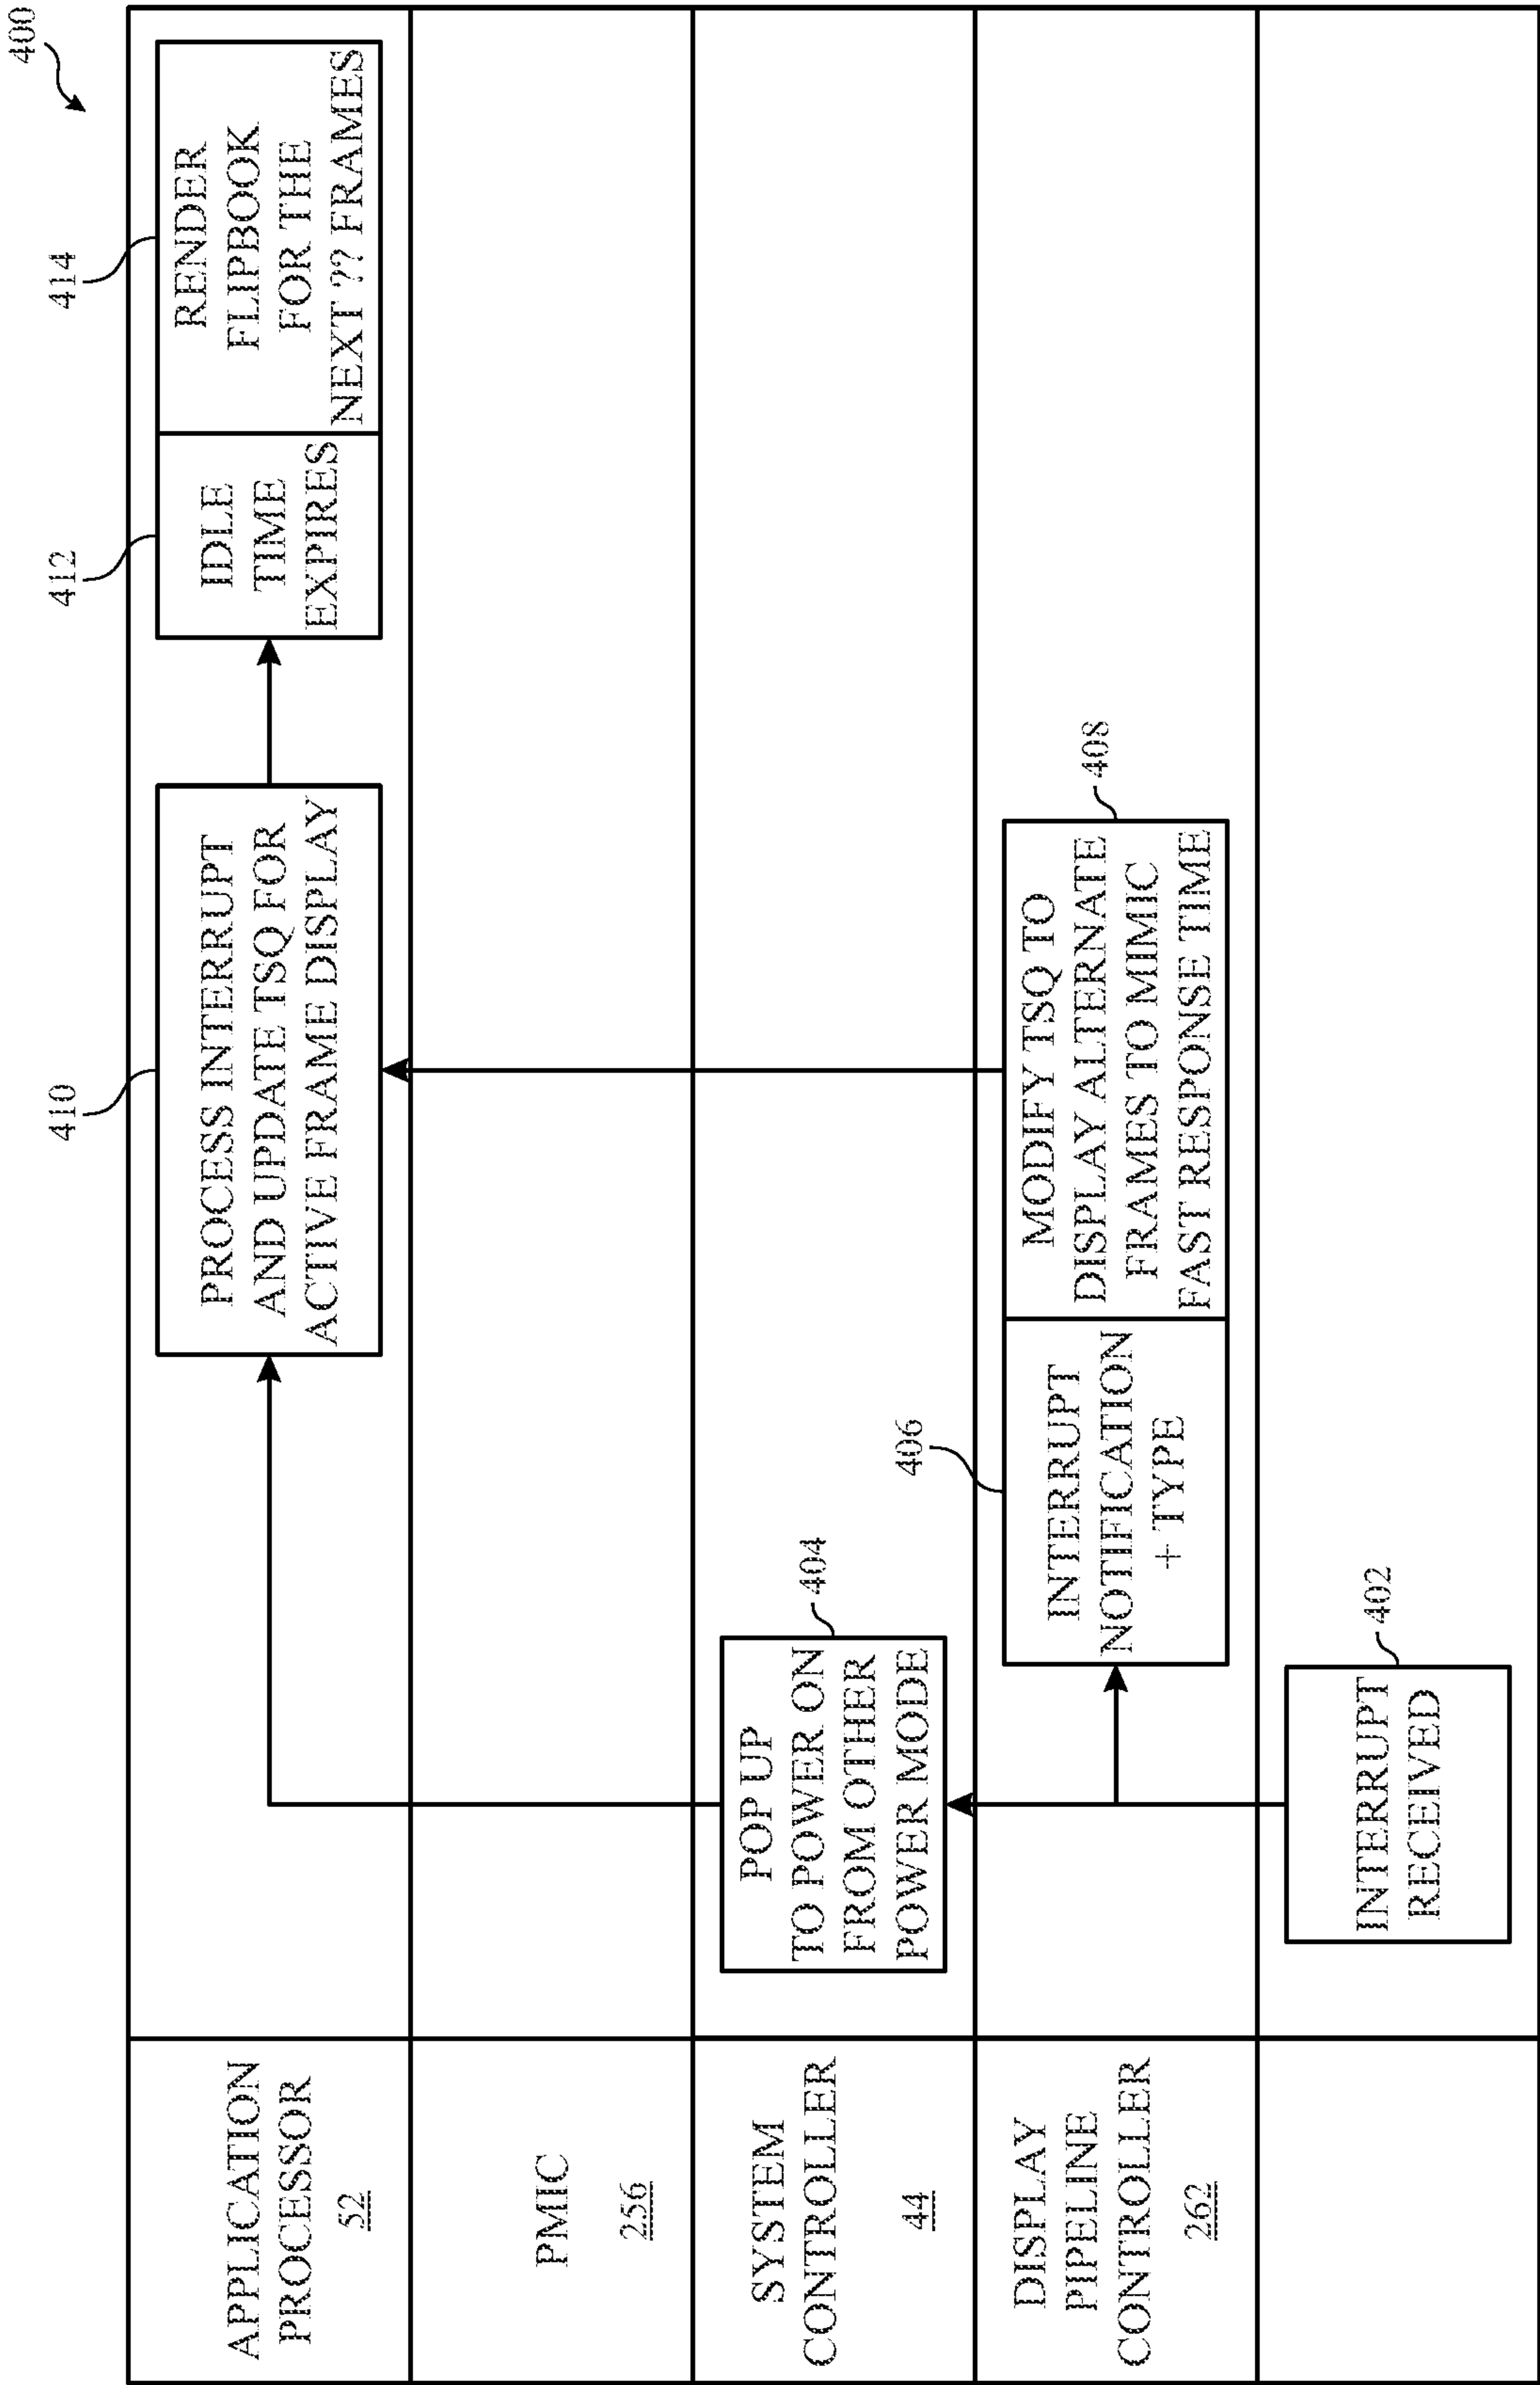 400
APPLICATION
PROCESSOR
52
410
PROCESS INTERRUPT
AND UPDATE TSQ FOR
ACTIVE FRAME DISPLAY
412
IDLE
TIME
EXPIRES
414
RENDER
FLIPBOOK
FOR THE
NEXT ?? FRAMES
PMIC
256
SYSTEM
CONTROLLER
44
POP UP
TO POWER ON
FROM OTHER
POWER MODE
404
DISPLAY
PIPELINE
CONTROLLER
262
406
INTERRUPT
NOTIFICATION
+ TYPE
MODIFY TSQ TO
DISPLAY ALTERNATE
FRAMES TO MIMIC
FAST RESPONSE TIME
408
INTERRUPT
RECEIVED
402